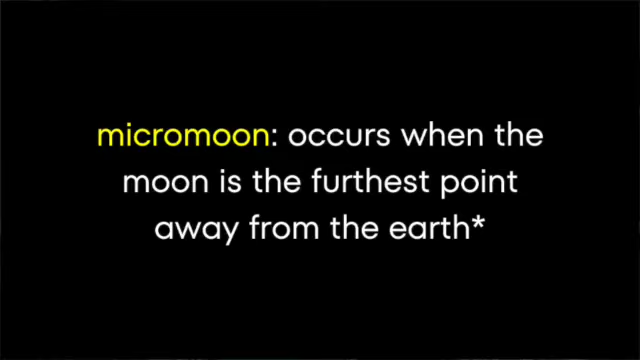 micromoon: occurs when the
moon is the furthest point
away from the earth*